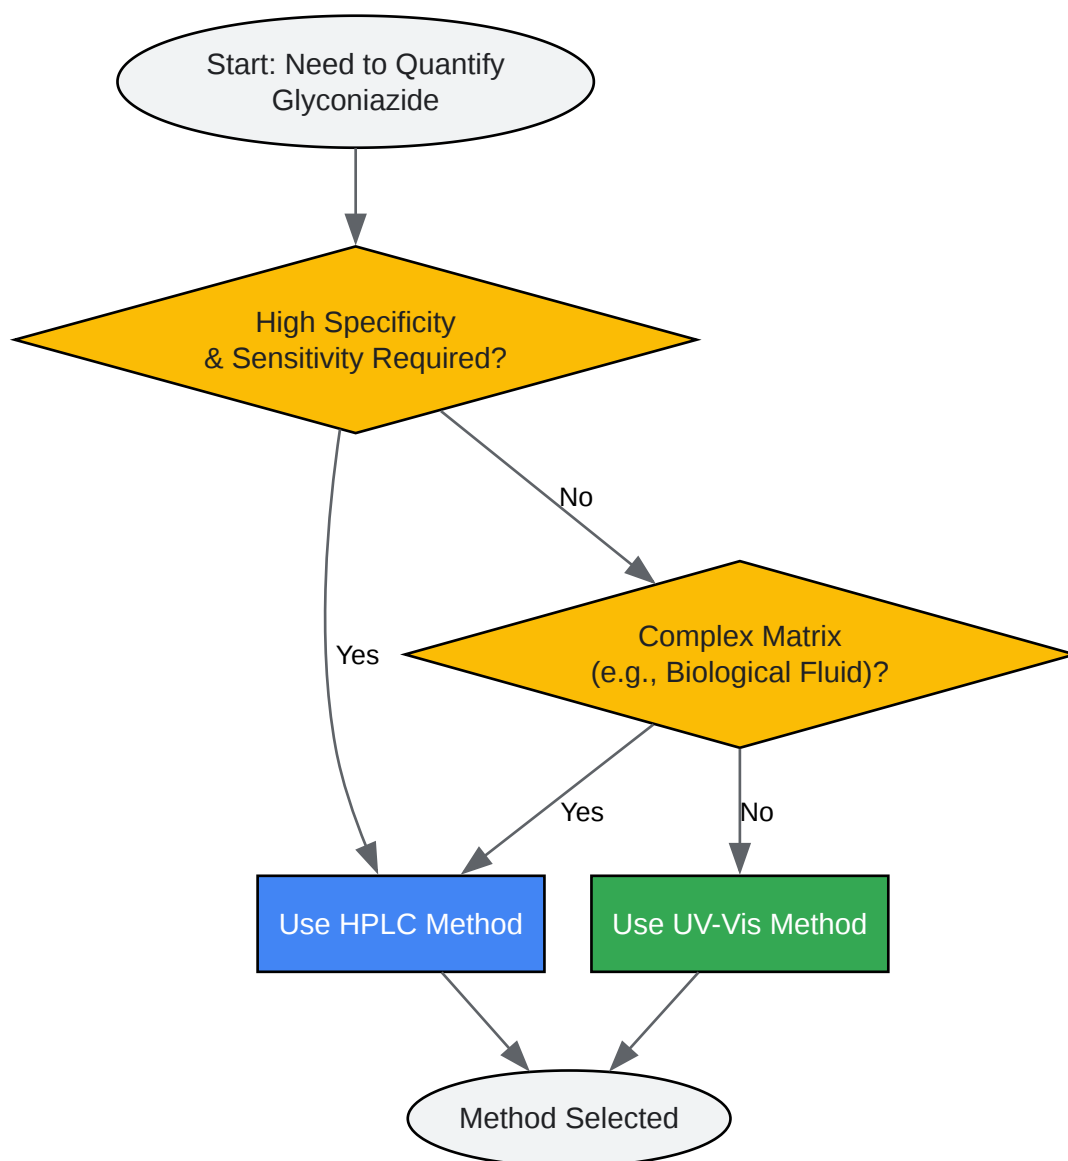 Start: Need to Quantify
Glyconiazide
High Specificity
& Sensitivity Required?
No
Complex Matrix
(e.g., Biological Fluid)?
Yes
Yes
No
Use HPLC Method
Use UV-Vis Method
Method Selected